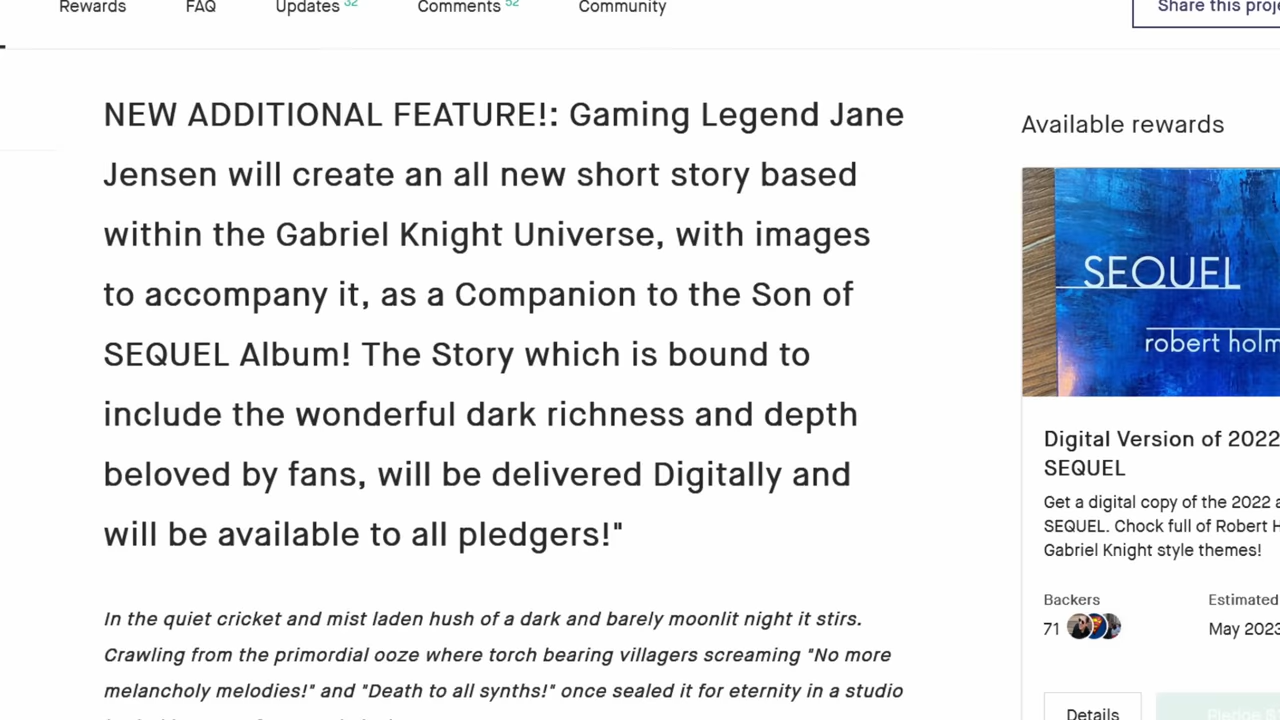 Rewards FAQ Updates 32 Comments 52 Community Share this
NEW ADDITIONAL FEATURE!: Gaming Legend Jane
Jensen will create an all new short story based
within the Gabriel Knight Universe, with images
to accompany it, as a Companion to the Son of
SEQUEL Album! The Story which is bound to
include the wonderful dark richness and depth
beloved by fans, will be delivered Digitally and
will be available to all pledgers!"
In the quiet cricket and mist laden hush of a dark and barely moonlit night it stirs.
Crawling from the primordial ooze where torch bearing villagers screaming "No more
melancholy melodies!" and "Death to all synths!" once sealed it for eternity in a studio
Available rewards
SEQUEL
robert
Digital Version of 2022
SEQUEL
Get a digital copy of the 2022
SEQUEL. Chock full of Robert
Gabriel Knight style themes!
Backers Estimated
71 May 2023
Details Pledge